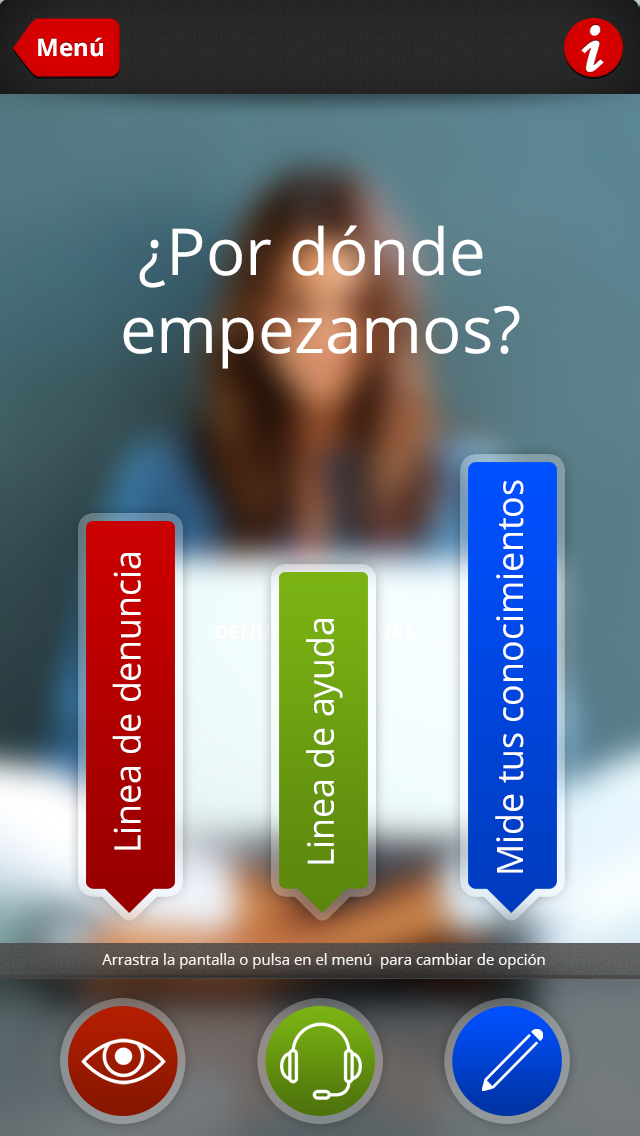 Menú
i
¿Por dónde
empezamos?
Linea de denuncia
Linea de ayuda
Mide tus conocimientos
Arrastra la pantalla o pulsa en el menú para cambiar de opción